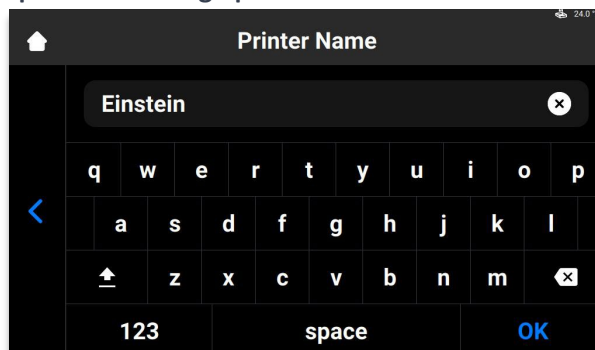 24.0°
Printer Name
Einstein
q w e r t y u i o p
a s d f g h j k l
z x c v b n m
123 space OK